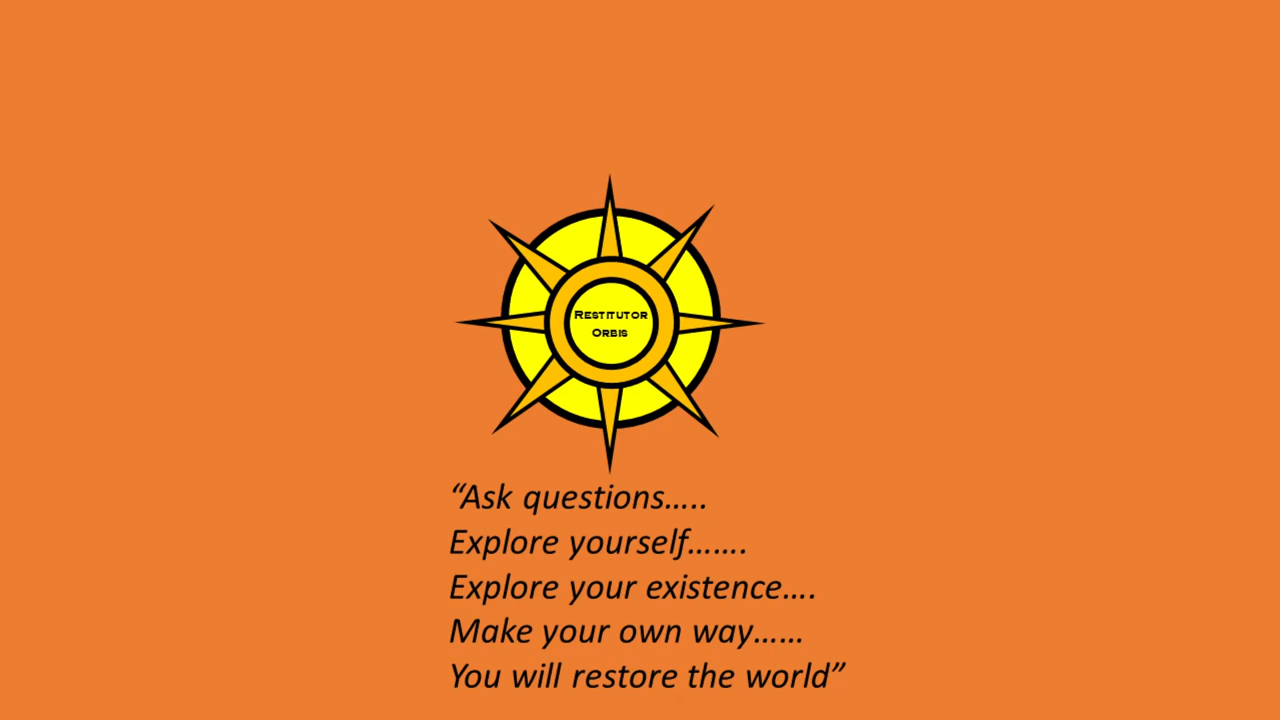 Restitutor
Orbis
“Ask questions.....
Explore yourself.......
Explore your existence....
Make your own way......
You will restore the world”